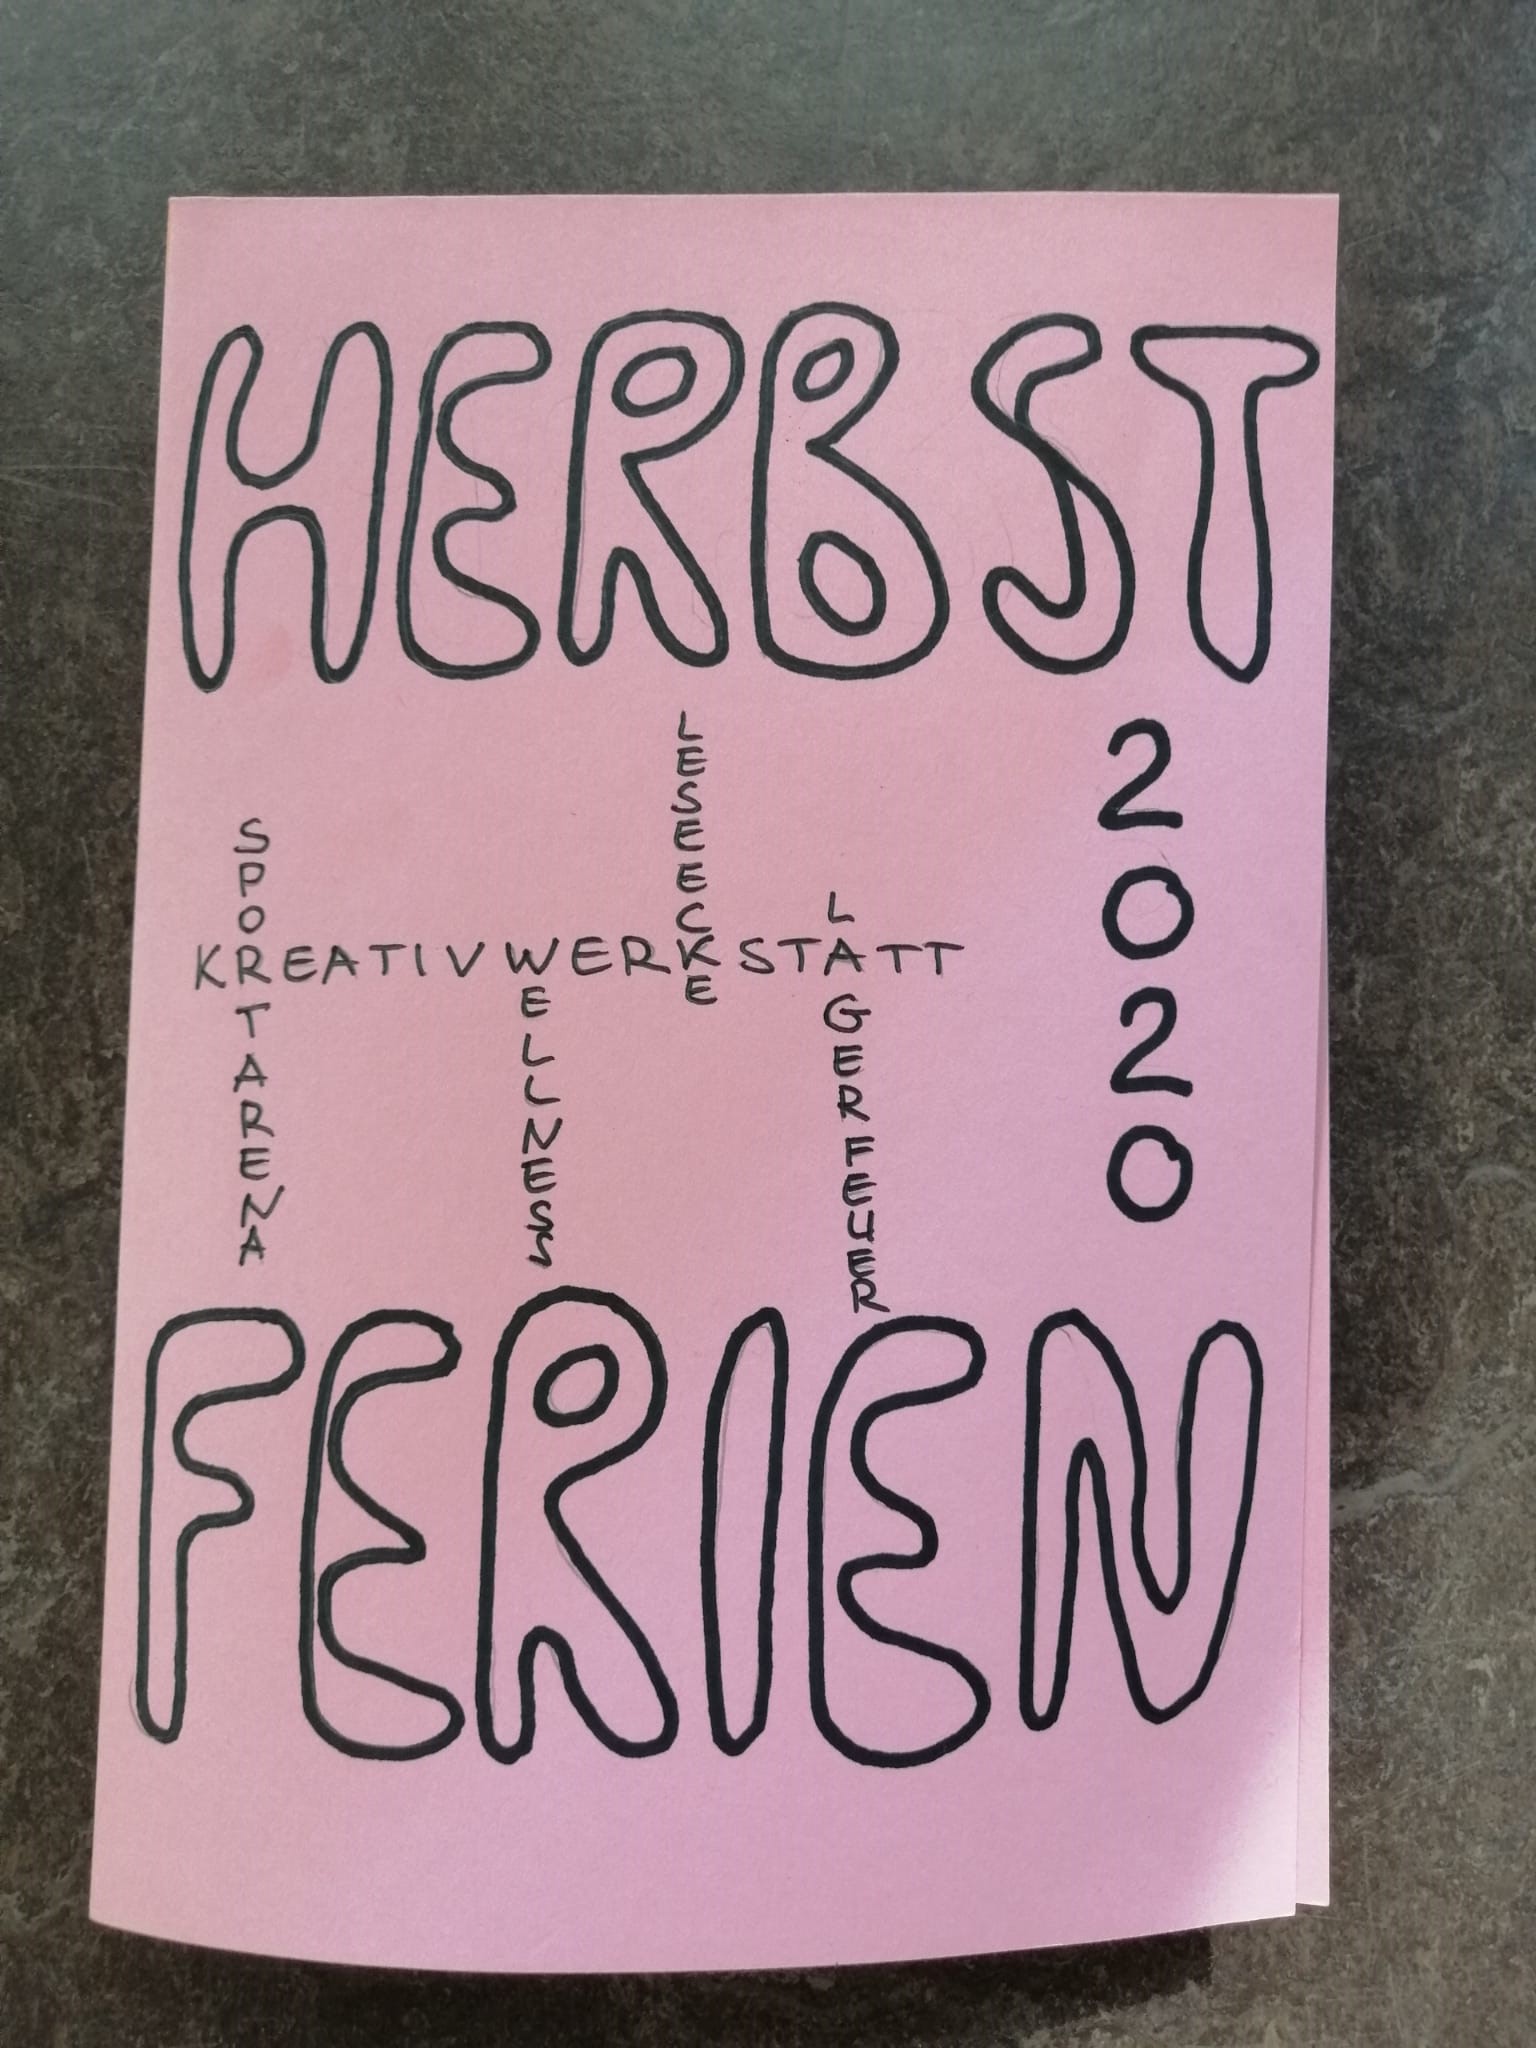 HERBST
LESEECKE
SPORTARENA
KREATIVWERKSTATT
WELLNESS
LAGERFEUER
2020
FERIEN